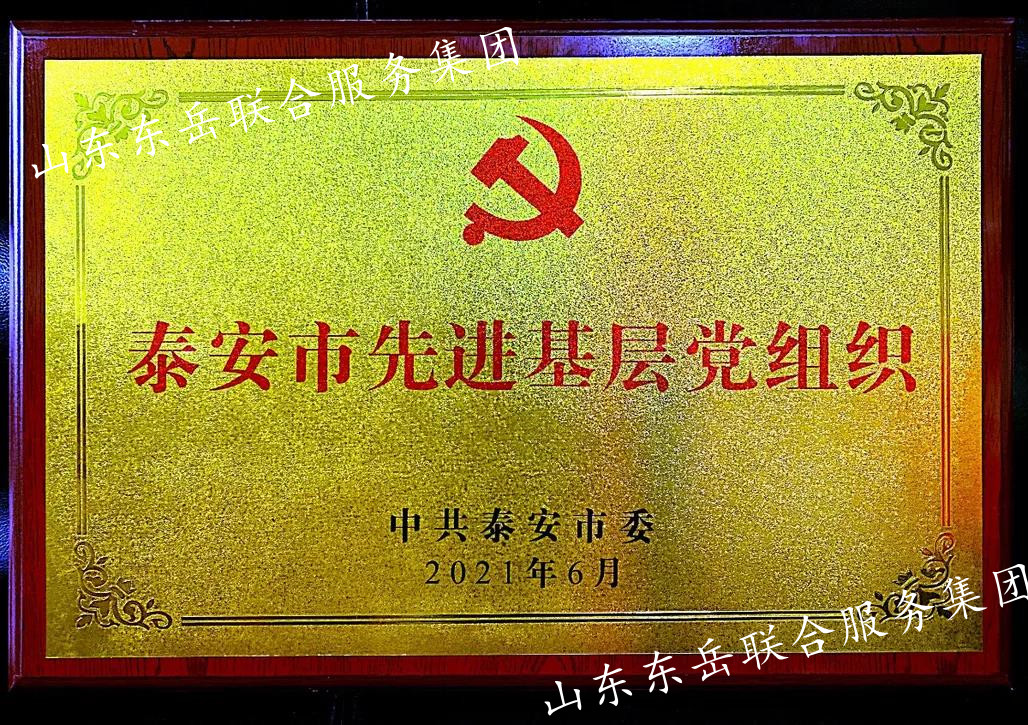 山东东岳联合服务集团
泰安市先进基层党组织
中共泰安市委
2021年6月
山东东岳联合服务集团